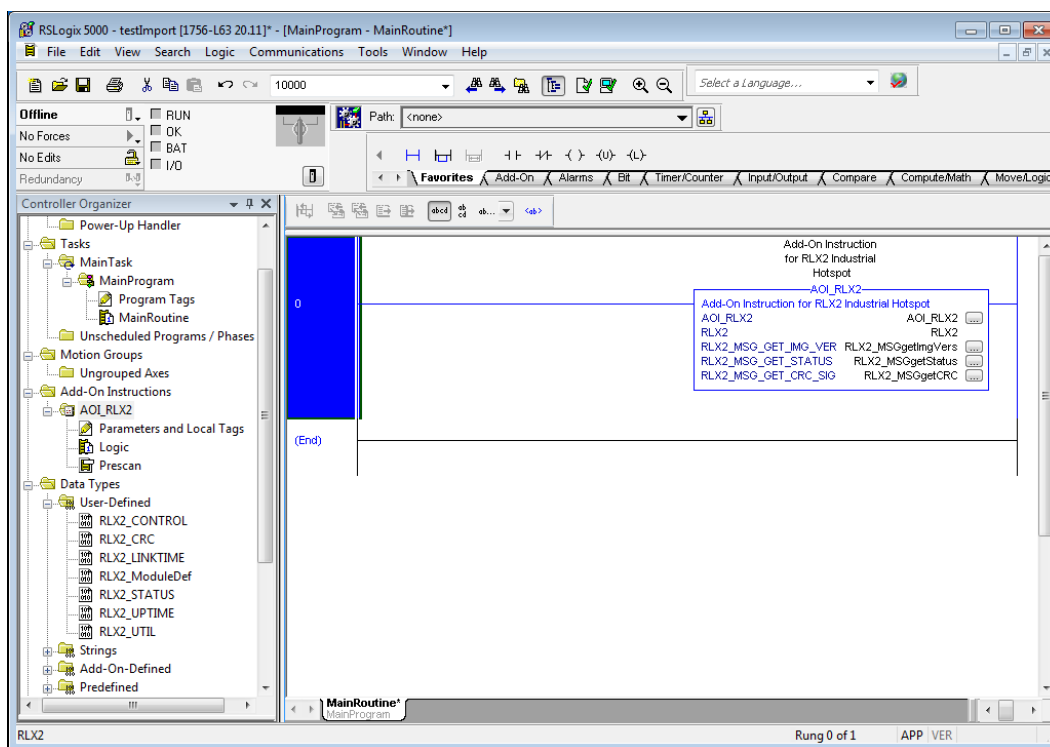 RSLogix 5000 - testImport [1756-L63 20.11]* - [MainProgram - MainRoutine*]
File Edit View Search Logic Communications Tools Window Help
10000
Select a Language...
Offline
RUN
No Forces
OK
BAT
No Edits
I/O
Redundancy
Path: <none>
Favorites Add-On Alarms Bit Timer/Counter Input/Output Compare Compute/Math Move/Logic
Controller Organizer
Power-Up Handler
Tasks
MainTask
MainProgram
Program Tags
MainRoutine
Unscheduled Programs / Phases
Motion Groups
Ungrouped Axes
Add-On Instructions
AOI_RLX2
Parameters and Local Tags
Logic
Prescan
Data Types
User-Defined
RLX2_CONTROL
RLX2_CRC
RLX2_LINKTIME
RLX2_ModuleDef
RLX2_STATUS
RLX2_UPTIME
RLX2_UTIL
Strings
Add-On-Defined
Predefined
abcd ab cd ab... <ab>
Add-On Instruction
for RLX2 Industrial
Hotspot
AOI_RLX2
0
Add-On Instruction for RLX2 Industrial Hotspot
AOI_RLX2 AOI_RLX2 ...
RLX2 RLX2
RLX2_MSG_GET_IMG_VER RLX2_MSGgetImgVers ...
RLX2_MSG_GET_STATUS RLX2_MSGgetStatus ...
RLX2_MSG_GET_CRC_SIG RLX2_MSGgetCRC ...
(End)
MainRoutine*
MainProgram
RLX2
Rung 0 of 1 APP VER